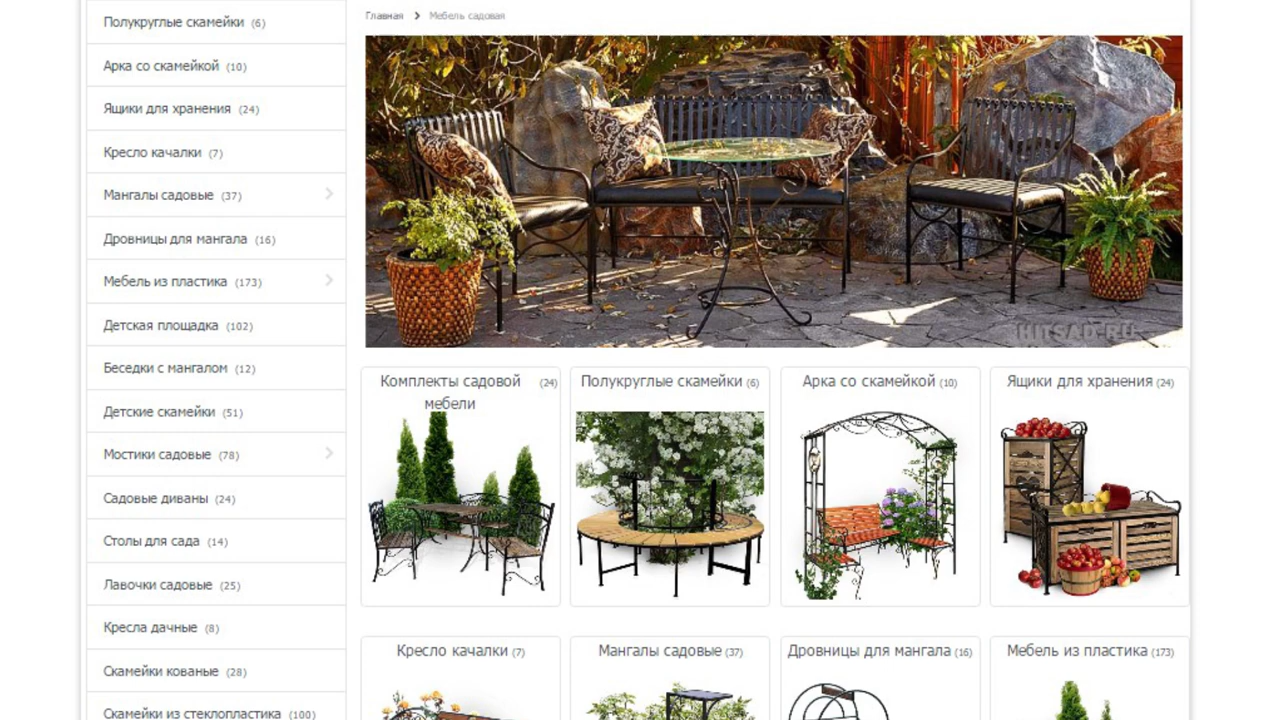 Полукруглые скамейки (6)
Арка со скамейкой (10)
Ящики для хранения (24)
Кресло качалки (7)
Мангалы садовые (37)
Дровницы для мангала (16)
Мебель из пластика (173)
Детская площадка (102)
Беседки с мангалом (12)
Детские скамейки (51)
Мостики садовые (78)
Садовые диваны (24)
Столы для сада (14)
Лавочки садовые (25)
Кресла дачные (8)
Скамейки кованые (28)
Скамейки из стеклопластика (100)
Главная > Мебель садовая
HITSAD.RU
Комплекты садовой (24)
мебели
Полукруглые скамейки (6)
Арка со скамейкой (10)
Ящики для хранения (24)
Кресло качалки (7)
Мангалы садовые (37)
Дровницы для мангала (16)
Мебель из пластика (173)